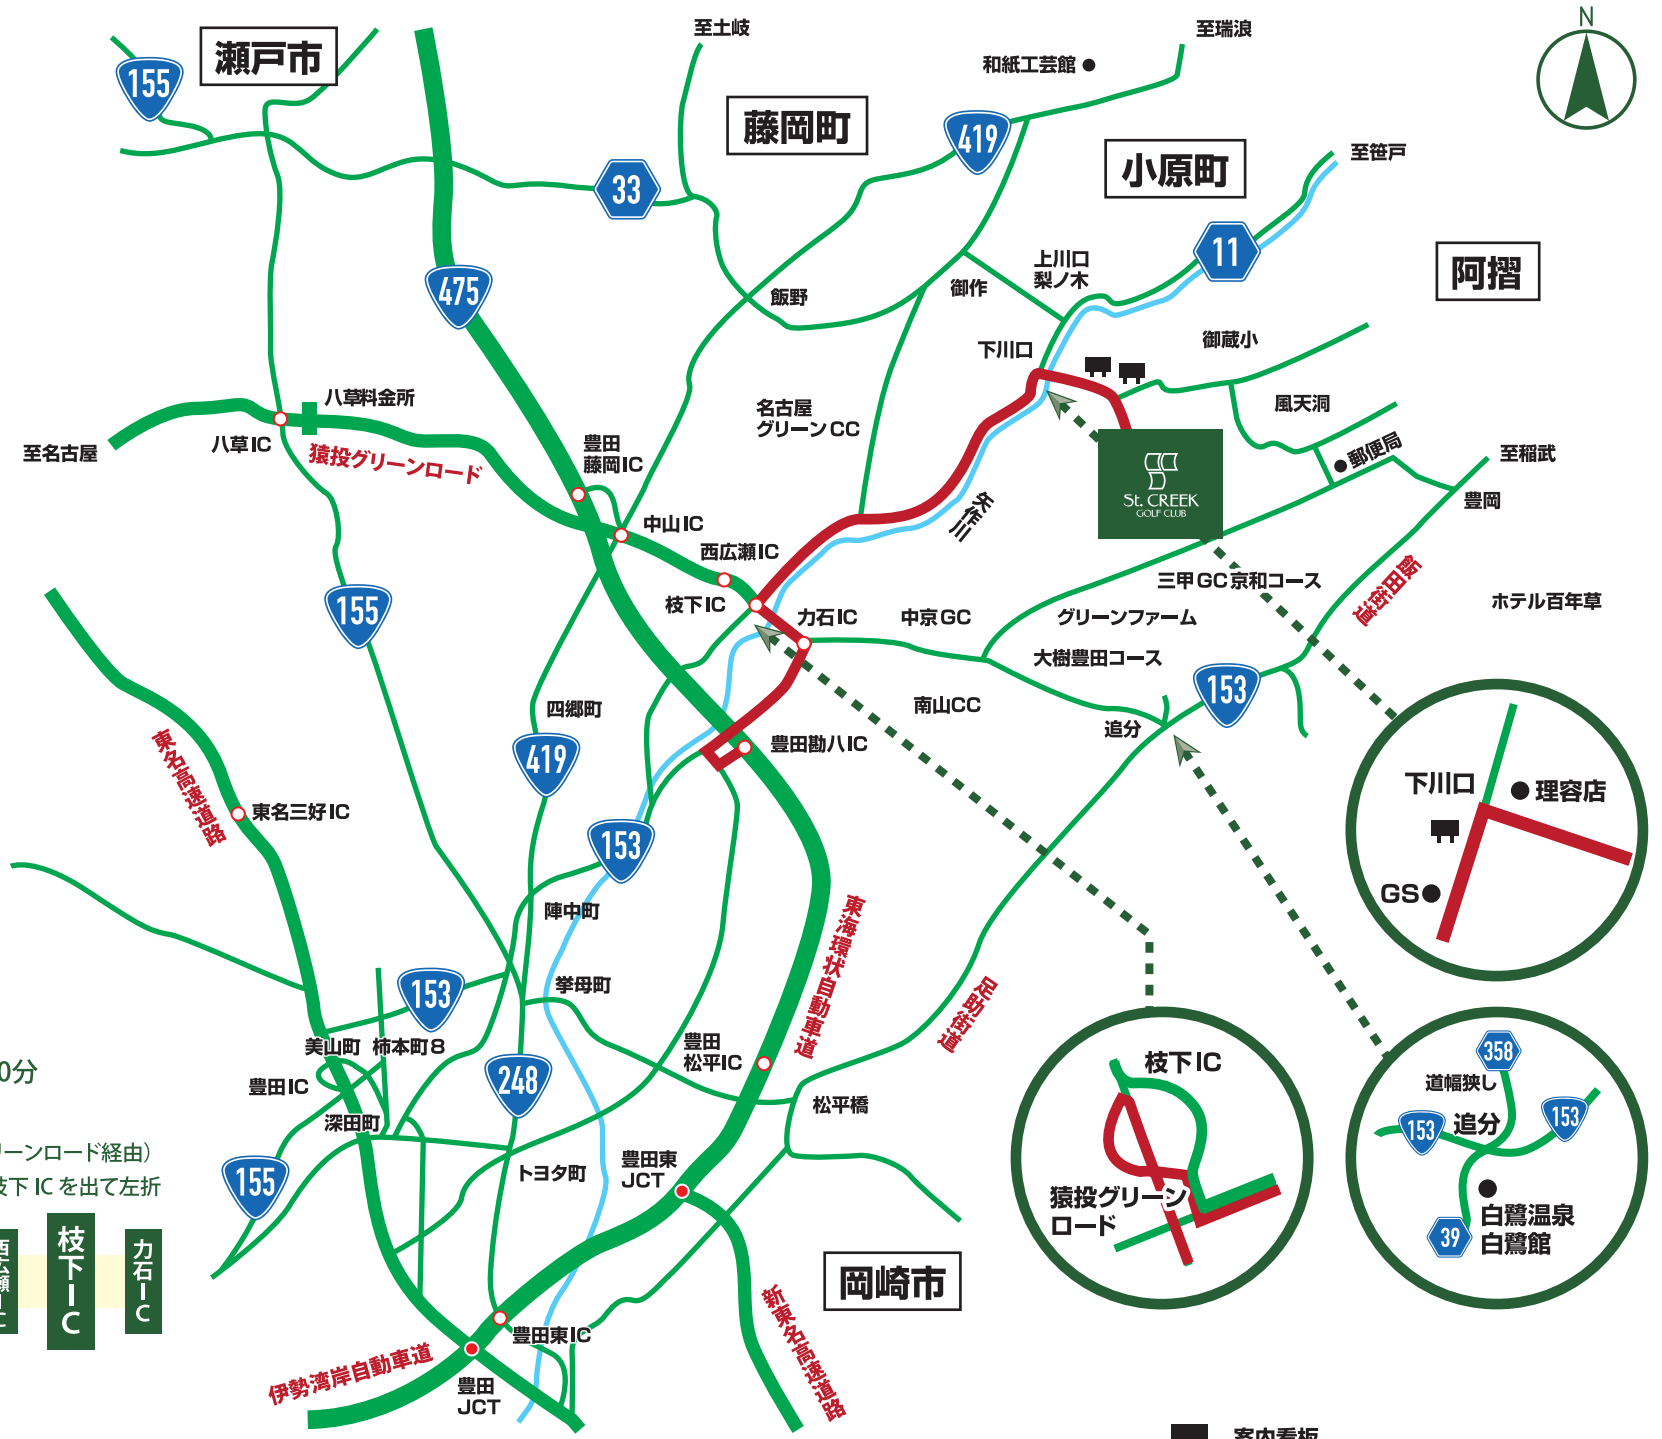 N
至土岐
至瑞浪
瀬戸市
和紙工芸館
155
藤岡町
419
小原町
至笹戸
33
11
上川口
梨ノ木
阿摺
475
飯野
御作
下川口
御蔵小
八草料金所
名古屋
グリーンCC
風天洞
至名古屋
八草IC
猿投グリーンロード
豊田
藤岡IC
郵便局
至稲武
St. CREEK
GOLF CLUB
豊岡
矢作川
中山IC
西広瀬IC
三甲GC京和コース
飯田街道
155
枝下IC
力石IC
中京GC
グリーンファーム
ホテル百年草
大樹豊田コース
153
四郷町
南山CC
追分
豊田勘八IC
419
東名高速道路
東名三好IC
下川口
理容店
GS
153
陣中町
東海環状自動車道
153
挙母町
足助街道
美山町
柿本町8
豊田
松平IC
0分
豊田IC
248
松平橋
深田町
枝下IC
猿投グリーン
ロード
358
道幅狭し
153
追分
153
白鷺温泉
白鷺館
39
リーンロード経由)
155
トヨタ町
豊田東
JCT
枝下 IC を出て左折
西広瀬IC
枝下IC
力石IC
岡崎市
新東名高速道路
豊田東IC
伊勢湾岸自動車道
豊田
JCT
案内看板